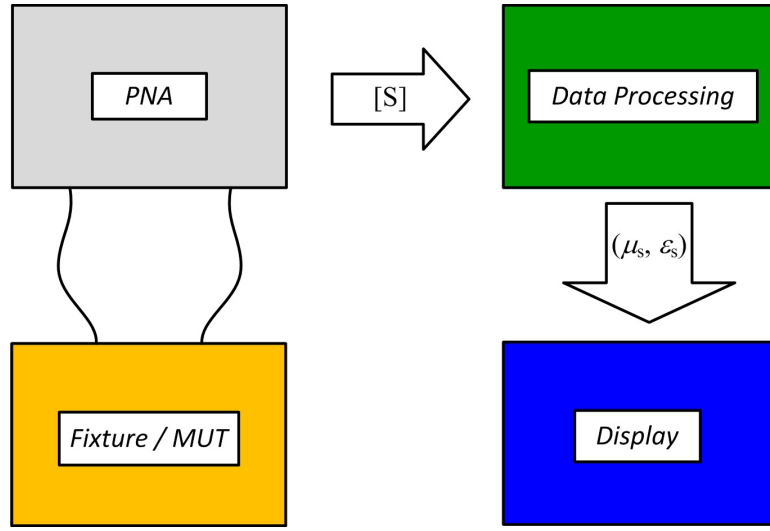 PNA
[S]
Data Processing
(μs, εs)
Fixture / MUT
Display